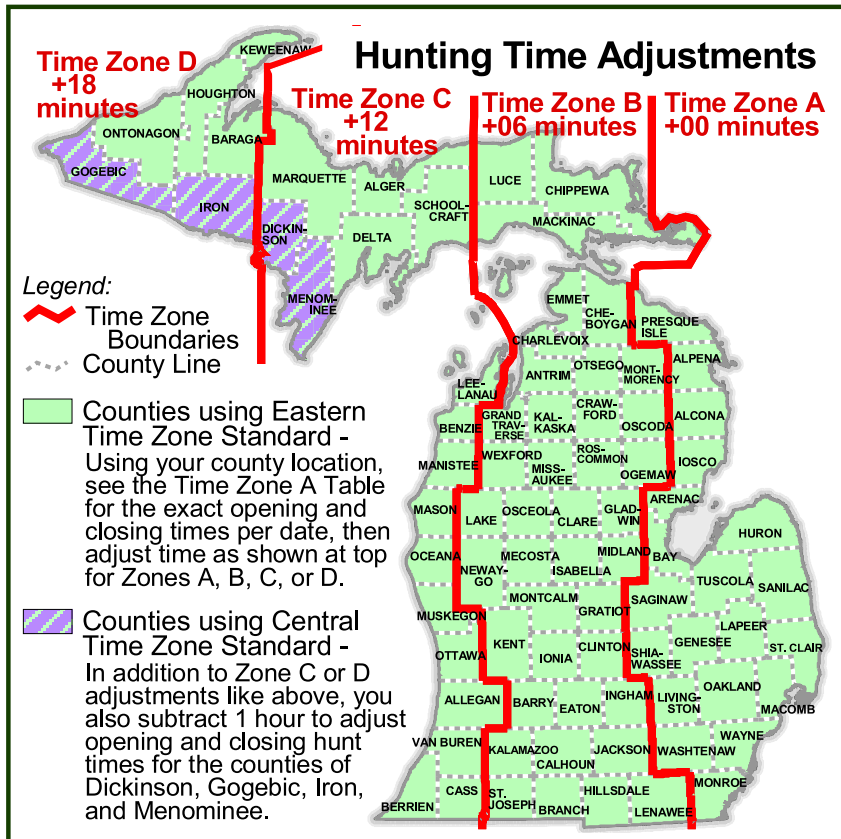 Hunting Time Adjustments
Time Zone D
+18
minutes
Time Zone C
+12
minutes
Time Zone B
+06 minutes
Time Zone A
+00 minutes
KEWEENAW
HOUGHTON
ONTONAGON
BARAGA
GOGEBIC
IRON
MARQUETTE
DICKIN-
SON
MENOM-
INEE
ALGER
DELTA
SCHOOL-
CRAFT
LUCE
CHIPPEWA
MACKINAC
Legend:
Time Zone
Boundaries
County Line
Counties using Eastern
Time Zone Standard -
Using your county location,
see the Time Zone A Table
for the exact opening and
closing times per date, then
adjust time as shown at top
for Zones A, B, C, or D.
Counties using Central
Time Zone Standard -
In addition to Zone C or D
adjustments like above, you
also subtract 1 hour to adjust
opening and closing hunt
times for the counties of
Dickinson, Gogebic, Iron,
and Menominee.
EMMET
CHE-
BOYGAN
PRESQUE
ISLE
CHARLEVOIX
ANTRIM
OTSEGO
MONT-
MORENCY
ALPENA
LEE-
LANAU
BENZIE
GRAND
TRAV-
ERSE
KAL-
KASKA
CRAW-
FORD
OSCODA
ALCONA
MANISTEE
WEXFORD
MISS-
AUKEE
ROS-
COMMON
OGEMAW
IOSCO
MASON
LAKE
OSCEOLA
CLARE
GLAD-
WIN
ARENAC
HURON
OCEANA
NEWAY-
GO
MECOSTA
ISABELLA
MIDLAND
BAY
TUSCOLA
SANILAC
MUSKEGON
MONTCALM
GRATIOT
SAGINAW
LAPEER
ST. CLAIR
OTTAWA
KENT
IONIA
CLINTON
SHIA-
WASSEE
GENESEE
ALLEGAN
BARRY
EATON
INGHAM
LIVING-
STON
OAKLAND
MACOMB
VAN BUREN
KALAMAZOO
CALHOUN
JACKSON
WASHTENAW
WAYNE
BERRIEN
CASS
ST.
JOSEPH
BRANCH
HILLSDALE
LENAWEE
MONROE